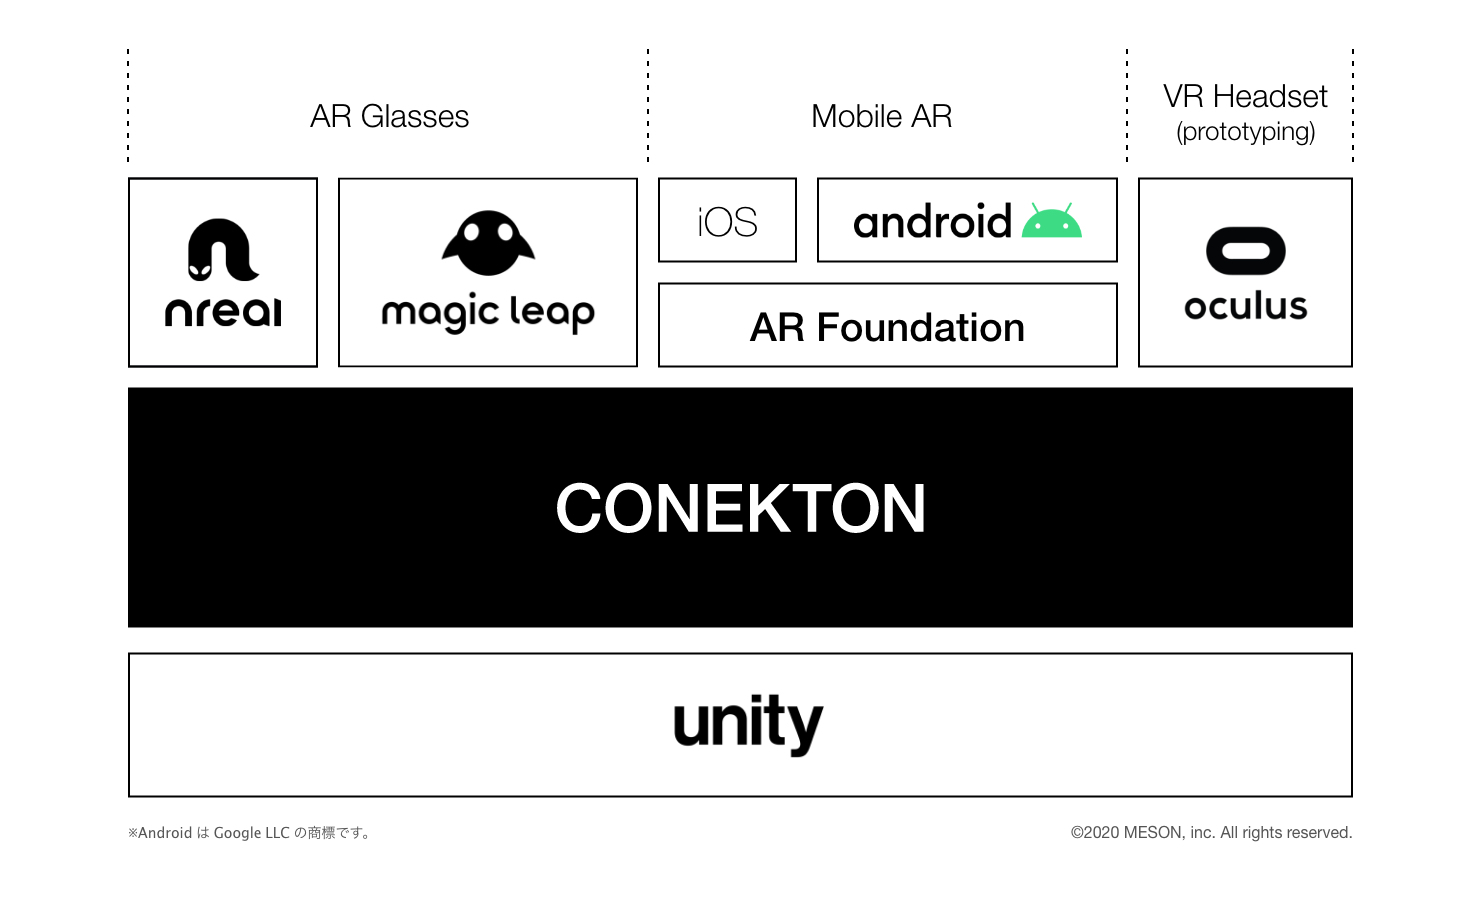 AR Glasses
Mobile AR
VR Headset
(prototyping)
nreal
magic leap
iOS
android
AR Foundation
oculus
CONEKTON
unity
※Android は Google LLC の商標です。
©2020 MESON, inc. All rights reserved.